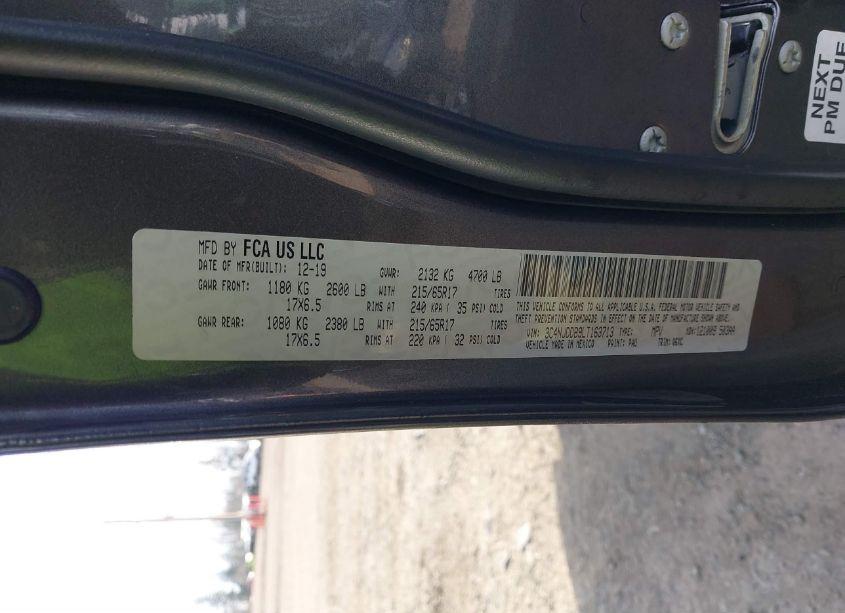 NEXT
PM DUE
MFD BY FCA US LLC
DATE OF MFR(BUILT): 12-19 GVWR: 2132 KG 4700 LB
GAWR FRONT: 1180 KG 2600 LB WITH 215/65R17 TIRES
17X6.5 RIMS AT 240 KPA ( 35 PSI) COLD
GAWR REAR: 1080 KG 2380 LB WITH 215/65R17 TIRES
17X6.5 RIMS AT 220 KPA ( 32 PSI) COLD
THIS VEHICLE CONFORMS TO ALL APPLICABLE U.S.A. FEDERAL MOTOR VEHICLE SAFETY AND
THEFT PREVENTION STANDARDS IN EFFECT ON THE DATE OF MANUFACTURE SHOWN ABOVE.
VIN: 3C4NJDDB9LT163713 TYPE: MPV
VEHICLE MADE IN MEXICO PAINT: PAU